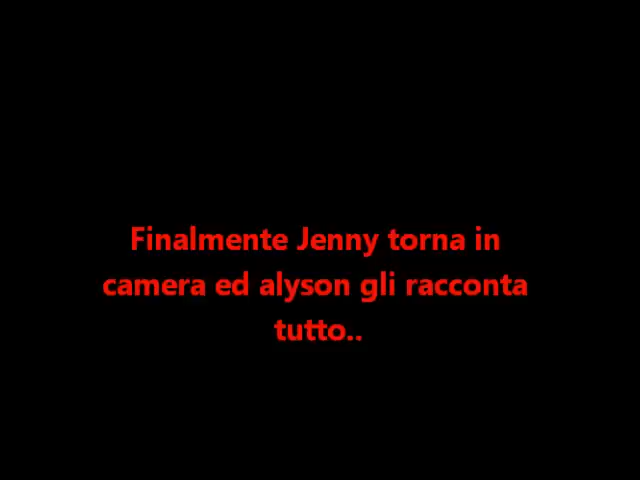 Finalmente Jenny torna in
camera ed alyson gli racconta
tutto..